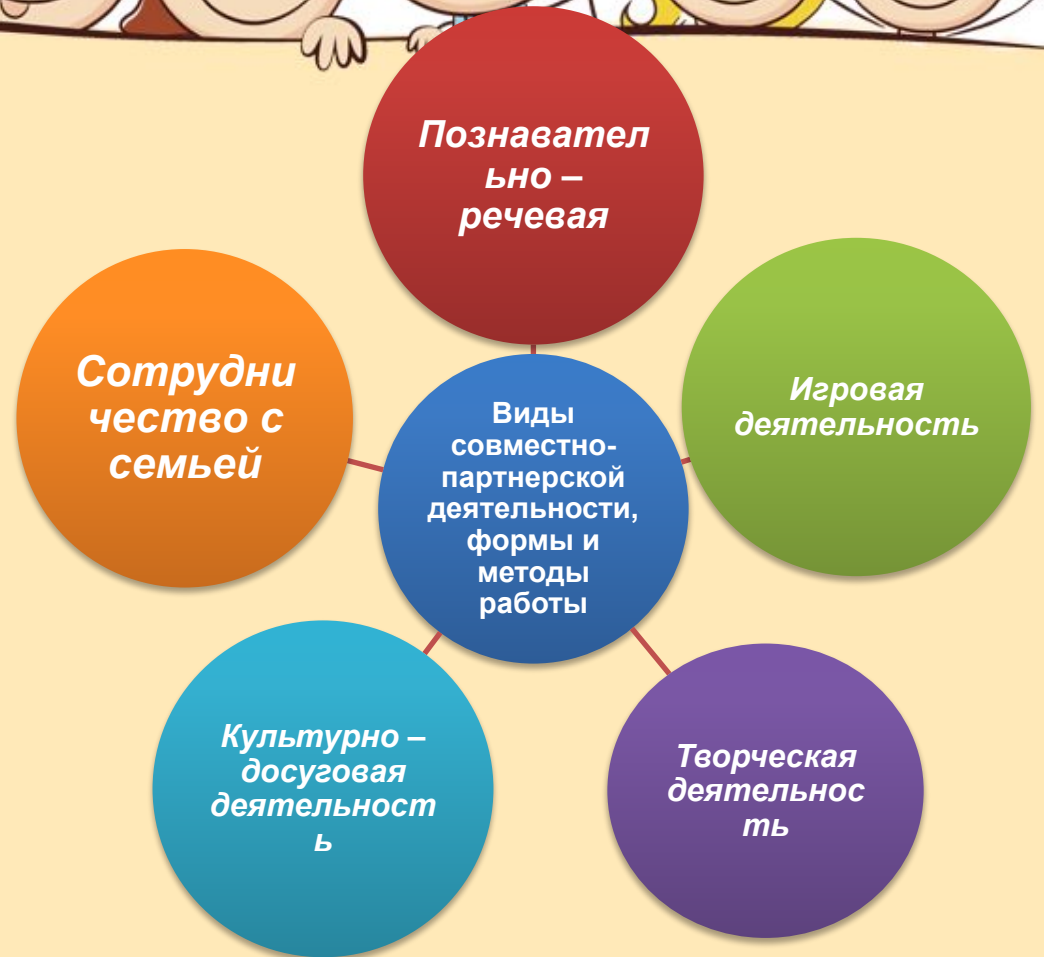 Познавател
ьно –
речевая
Сотрудни
чество с
семьей
Игровая
деятельность
Виды
совместно-
партнерской
деятельности,
формы и
методы
работы
Культурно –
досуговая
деятельност
ь
Творческая
деятельнос
ть